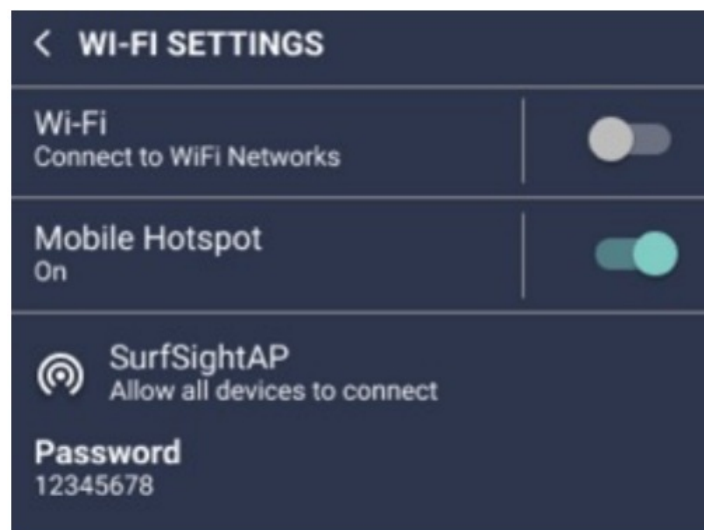 WI-FI SETTINGS
Wi-Fi
Connect to WiFi Networks
Mobile Hotspot
On
SurfSightAP
Allow all devices to connect
Password
12345678